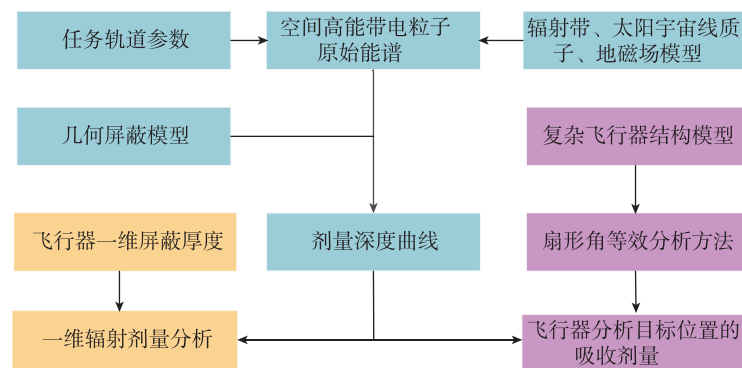 任务轨道参数
空间高能带电粒子
原始能谱
辐射带、太阳宇宙线质
子、地磁场模型
几何屏蔽模型
复杂飞行器结构模型
飞行器一维屏蔽厚度
剂量深度曲线
扇形角等效分析方法
一维辐射剂量分析
飞行器分析目标位置的
吸收剂量